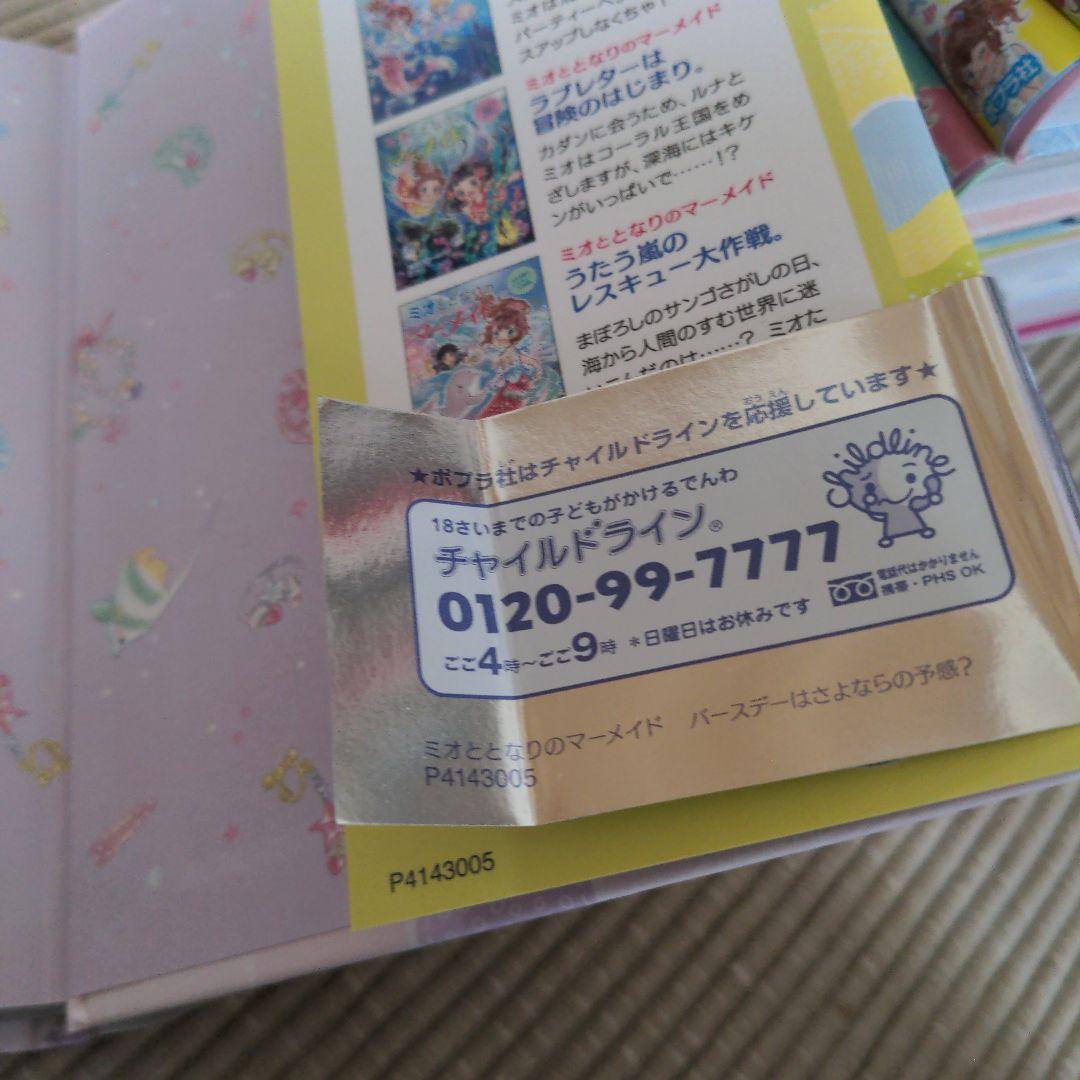 パーティーへ
スアップしなくちゃ!
ミオととなりのマーメイド
ラブレターは
冒険のはじまり。
カダンに会うため、ルナと
ミオはコーラル王国をめ
ざしますが、深海にはキケ
ンがいっぱいで……!?
ミオととなりのマーメイド
うたう嵐の
レスキュー大作戦。
まぼろしのサンゴさがしの日、
海から人間のすむ世界に迷
……? ミオた
ポプラ社
★ポプラ社はチャイルドラインを応援しています★
18さいまでの子どもがかけるでんわ
チャイルドライン®
0120-99-7777
ごご4時~ごご9時 *日曜日はお休みです
電話代はかかりません
携帯・PHS OK
childline
ミオととなりのマーメイド バースデーはさよならの予感?
P4143005
P4143005